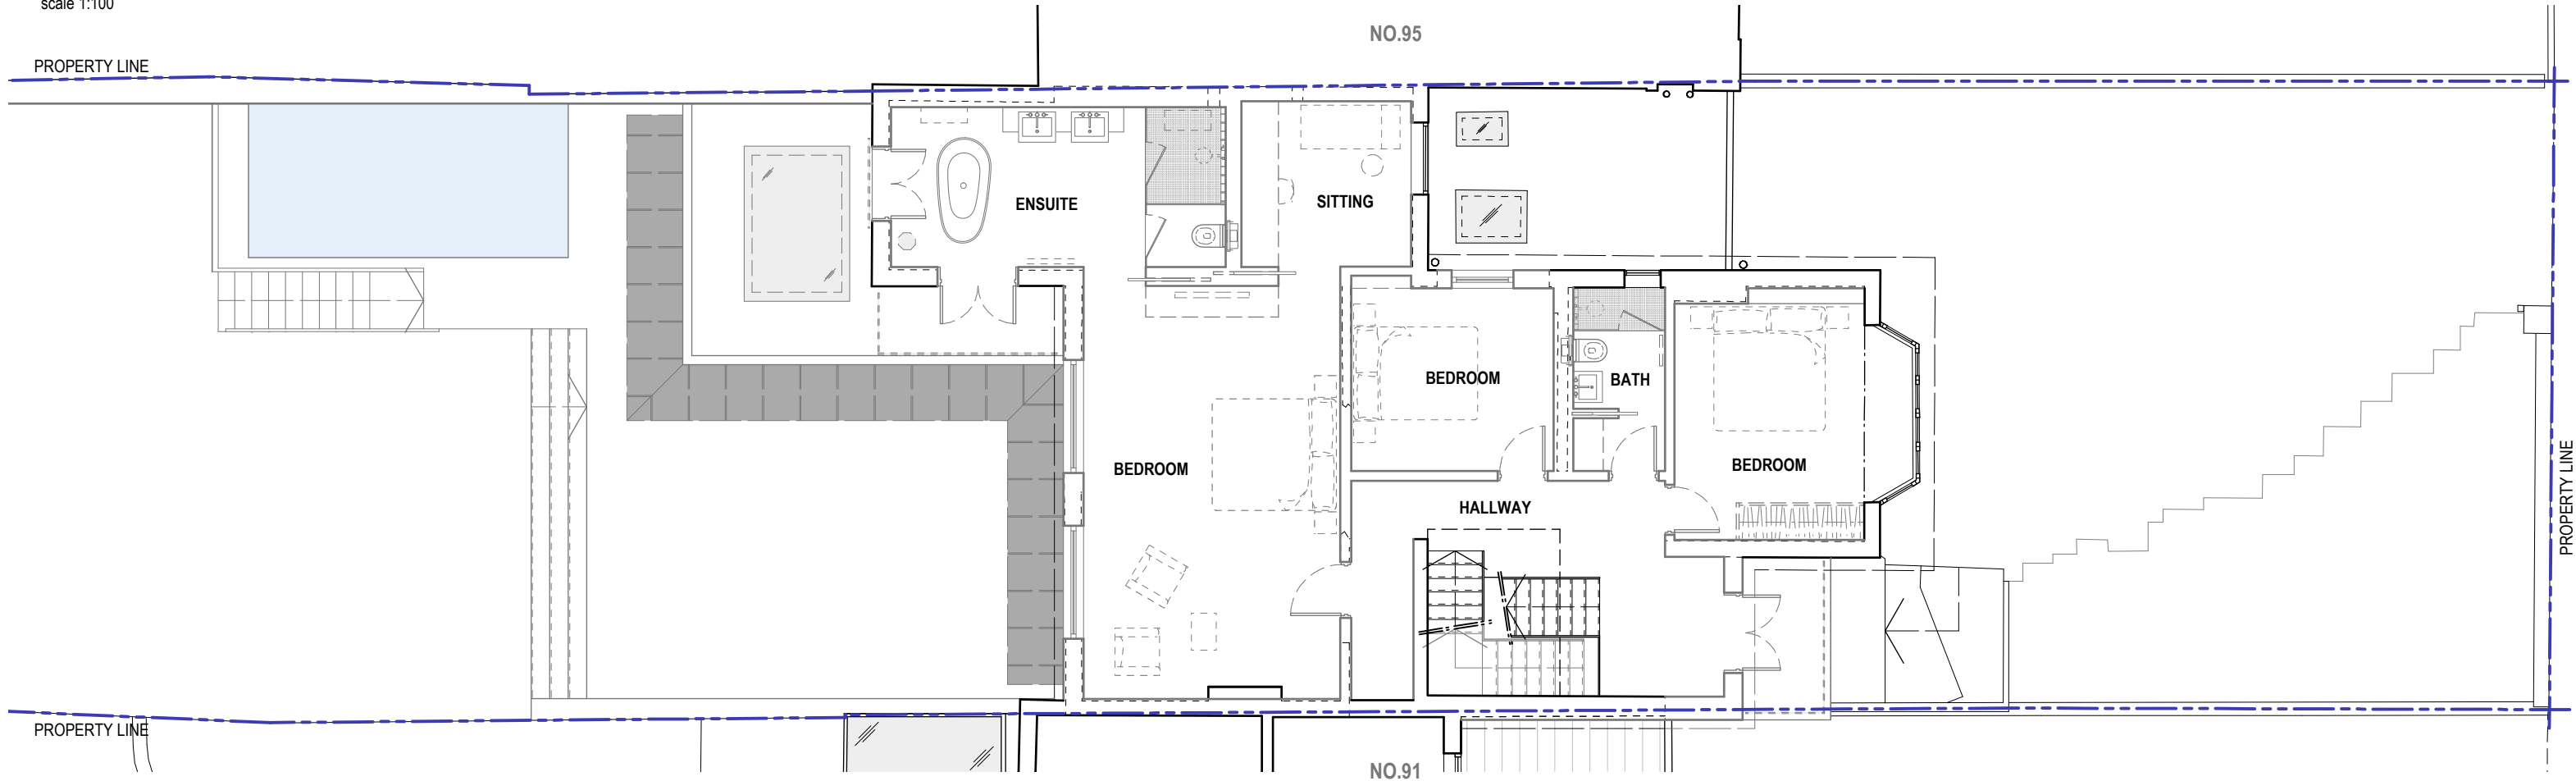 scale 1:100
NO.95
PROPERTY LINE
ENSUITE
SITTING
BEDROOM
BATH
BEDROOM
BEDROOM
HALLWAY
PROPERTY LINE
PROPERTY LINE
NO.91